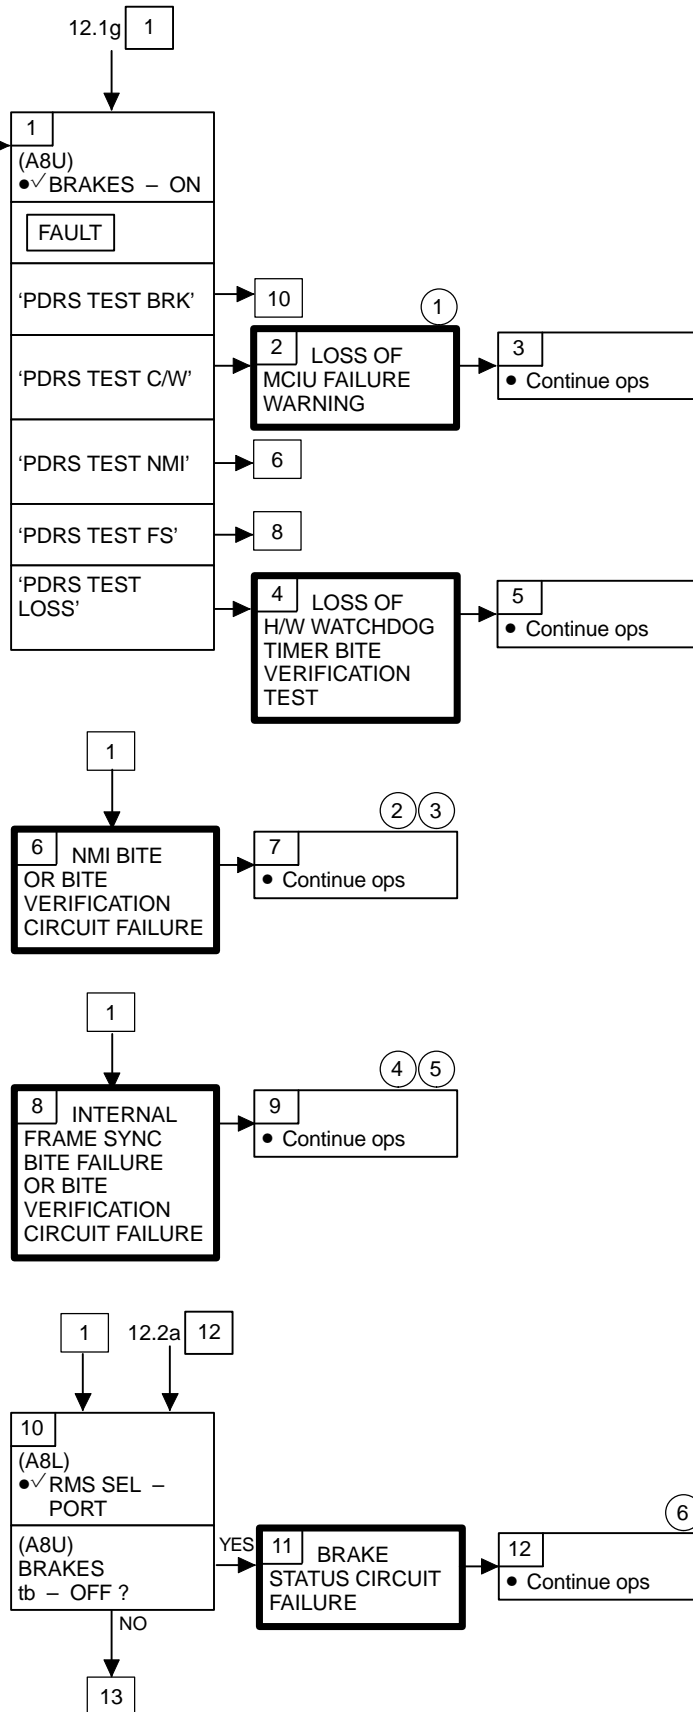 12.1g 1
1
(A8U)
●√ BRAKES – ON
FAULT
‘PDRS TEST BRK’
10
1
‘PDRS TEST C/W’
2 LOSS OF
MCIU FAILURE
WARNING
3
● Continue ops
‘PDRS TEST NMI’
6
‘PDRS TEST FS’
8
‘PDRS TEST
LOSS’
4 LOSS OF
H/W WATCHDOG
TIMER BITE
VERIFICATION
TEST
5
● Continue ops
1
6 NMI BITE
OR BITE
VERIFICATION
CIRCUIT FAILURE
2 3
7
● Continue ops
1
8 INTERNAL
FRAME SYNC
BITE FAILURE
OR BITE
VERIFICATION
CIRCUIT FAILURE
4 5
9
● Continue ops
1 12.2a 12
10
(A8L)
●√ RMS SEL –
PORT
(A8U)
BRAKES
tb – OFF ?
YES
11 BRAKE
STATUS CIRCUIT
FAILURE
6
12
● Continue ops
NO
13